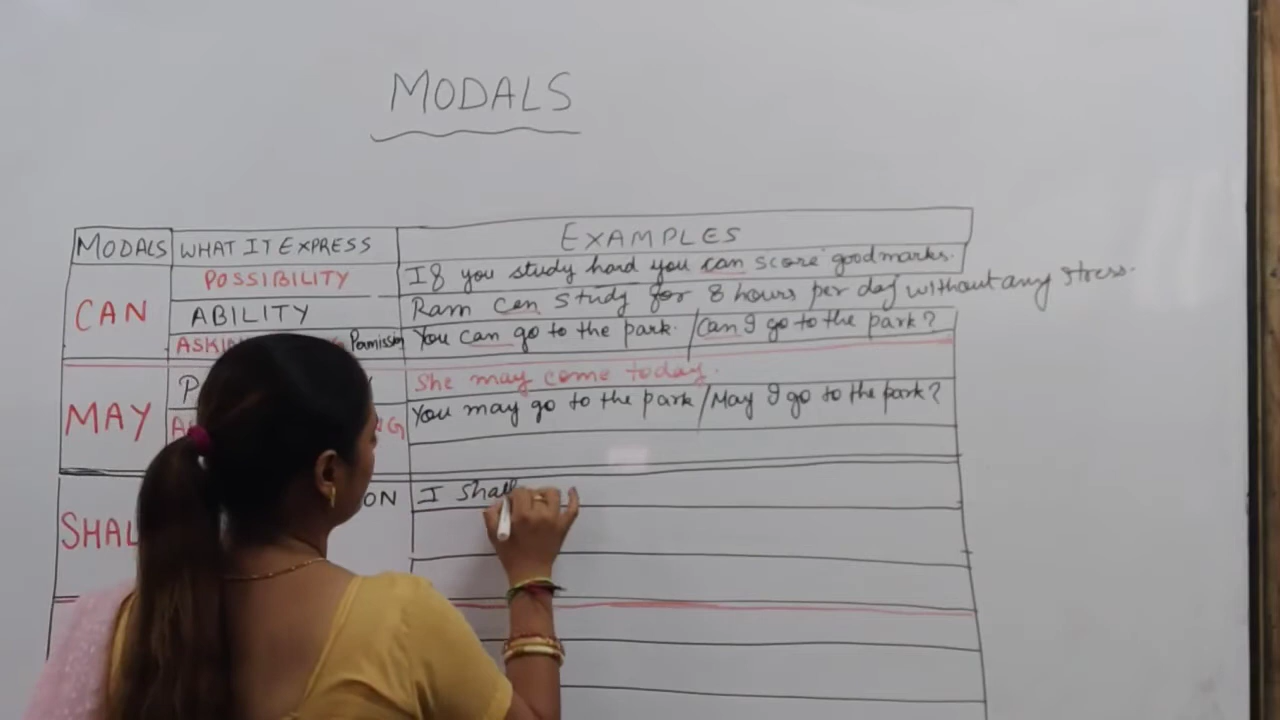 MODALS
MODALS WHAT IT EXPRESS EXAMPLES
CAN
POSSIBILITY If you study hard you can score good marks.
ABILITY Ram can study for 8 hours per day without any stress.
Permission You can go to the park. / Can I go to the park?
MAY
She may come today.
You may go to the park / May I go to the park?
I shall